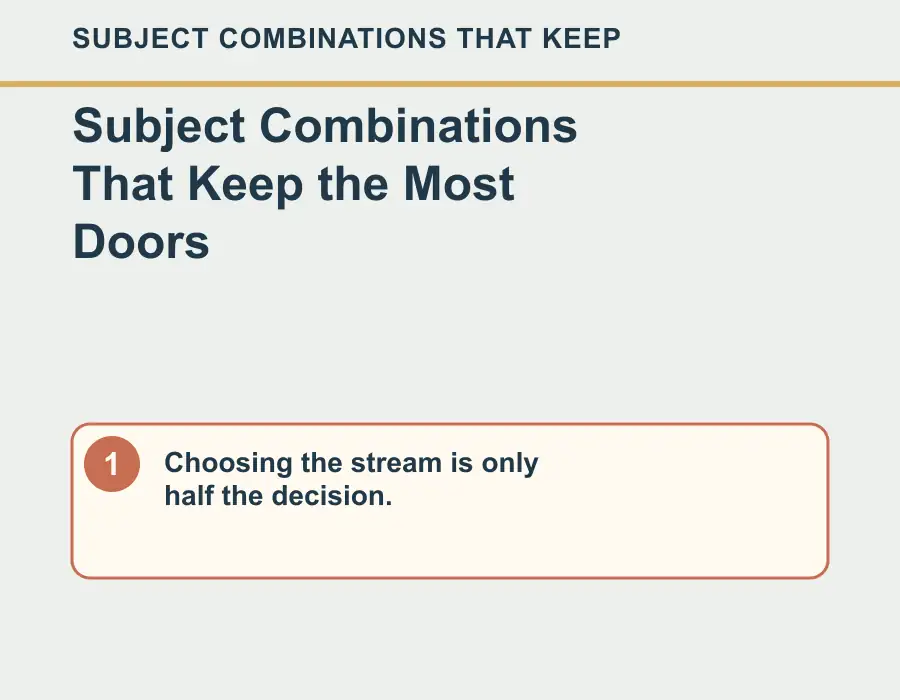 SUBJECT COMBINATIONS THAT KEEP
Subject Combinations
That Keep the Most
Doors
1
Choosing the stream is only
half the decision.